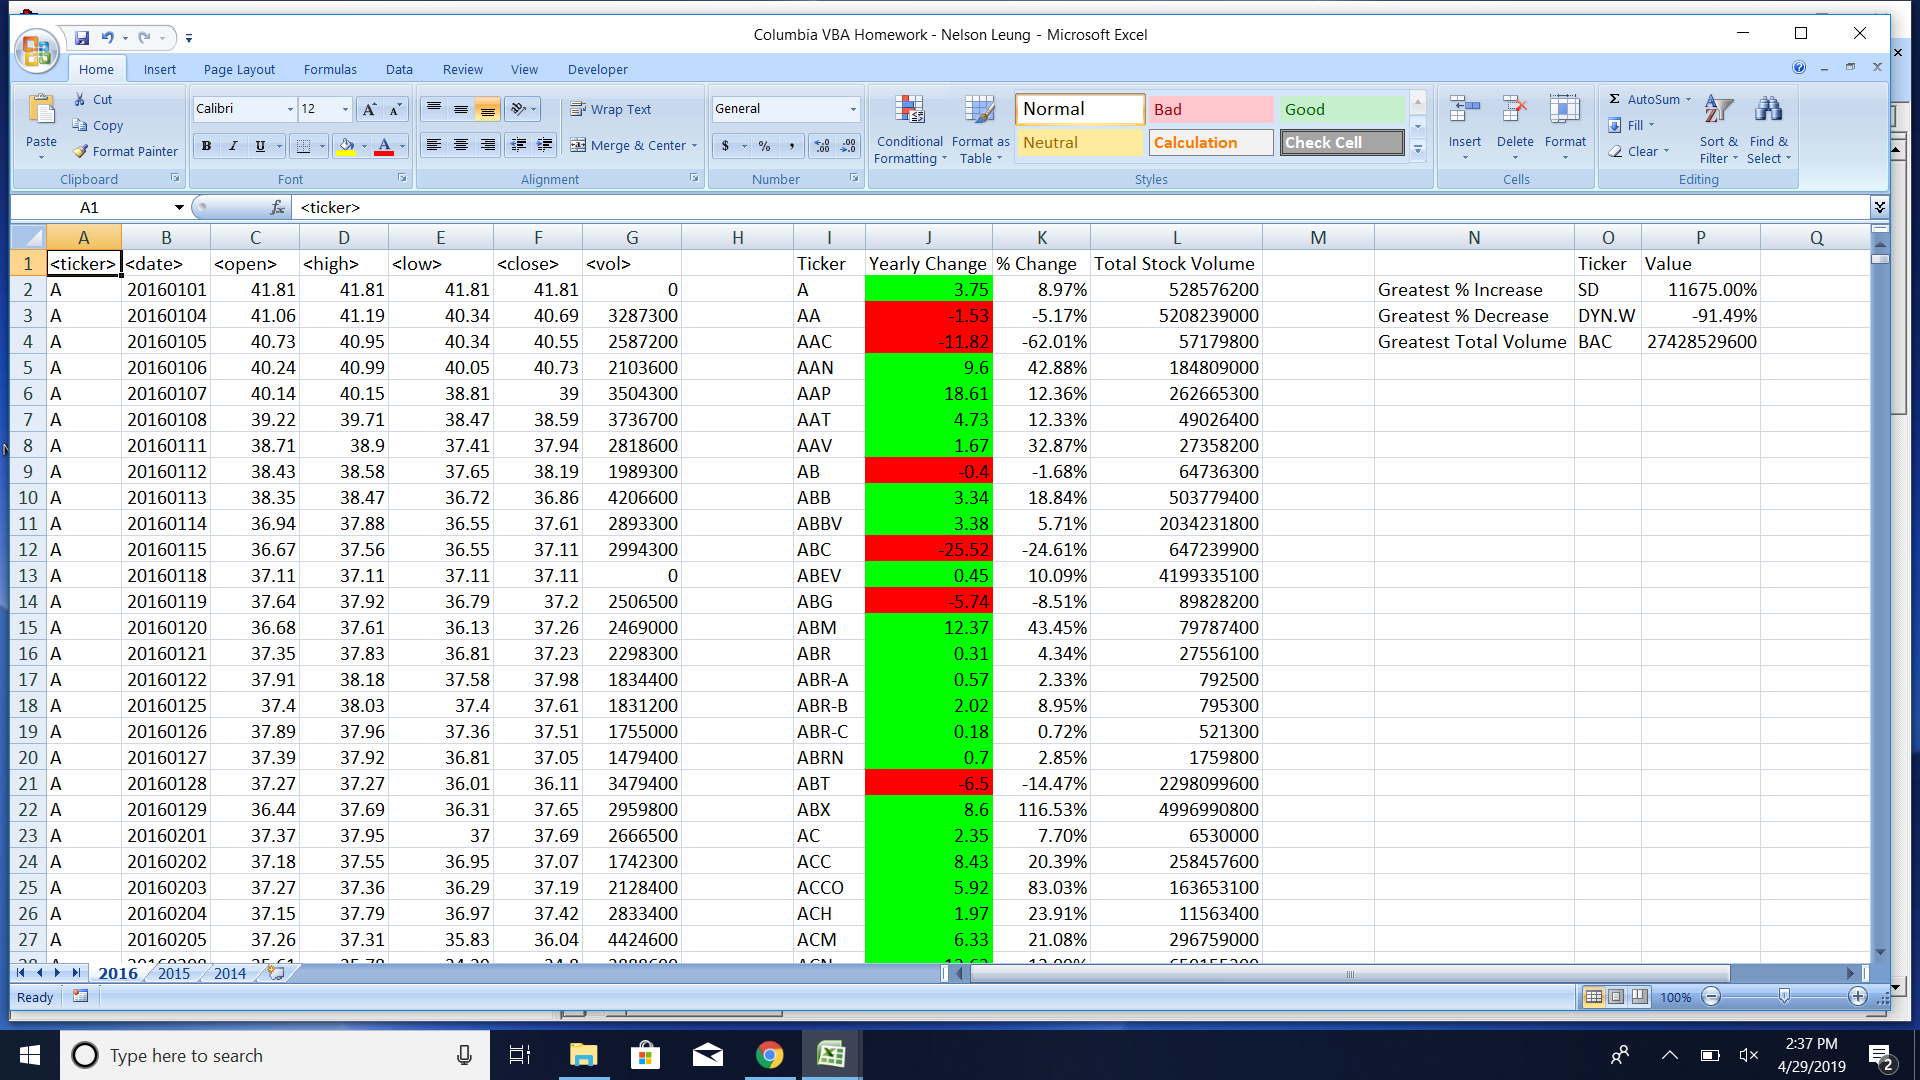 Columbia VBA Homework - Nelson Leung - Microsoft Excel
Home Insert Page Layout Formulas Data Review View Developer
Paste Cut Copy Format Painter Clipboard
Calibri 12 B I U A Font
Wrap Text Merge & Center Alignment
General $ % , Number
Conditional Formatting Format as Table Normal Bad Good Neutral Calculation Check Cell Styles
Insert Delete Format Cells
Σ AutoSum Fill Clear Sort & Filter Find & Select Editing
A1 fx <ticker>
A B C D E F G H I J K L M N O P Q
1 <ticker> <date> <open> <high> <low> <close> <vol> Ticker Yearly Change % Change Total Stock Volume Ticker Value
2 A 20160101 41.81 41.81 41.81 41.81 0 A 3.75 8.97% 528576200 Greatest % Increase SD 11675.00%
3 A 20160104 41.06 41.19 40.34 40.69 3287300 AA -1.53 -5.17% 5208239000 Greatest % Decrease DYN.W -91.49%
4 A 20160105 40.73 40.95 40.34 40.55 2587200 AAC -11.82 -62.01% 57179800 Greatest Total Volume BAC 27428529600
5 A 20160106 40.24 40.99 40.05 40.73 2103600 AAN 9.6 42.88% 184809000
6 A 20160107 40.14 40.15 38.81 39 3504300 AAP 18.61 12.36% 262665300
7 A 20160108 39.22 39.71 38.47 38.59 3736700 AAT 4.73 12.33% 49026400
8 A 20160111 38.71 38.9 37.41 37.94 2818600 AAV 1.67 32.87% 27358200
9 A 20160112 38.43 38.58 37.65 38.19 1989300 AB -0.4 -1.68% 64736300
10 A 20160113 38.35 38.47 36.72 36.86 4206600 ABB 3.34 18.84% 503779400
11 A 20160114 36.94 37.88 36.55 37.61 2893300 ABBV 3.38 5.71% 2034231800
12 A 20160115 36.67 37.56 36.55 37.11 2994300 ABC -25.52 -24.61% 647239900
13 A 20160118 37.11 37.11 37.11 37.11 0 ABEV 0.45 10.09% 4199335100
14 A 20160119 37.64 37.92 36.79 37.2 2506500 ABG -5.74 -8.51% 89828200
15 A 20160120 36.68 37.61 36.13 37.26 2469000 ABM 12.37 43.45% 79787400
16 A 20160121 37.35 37.83 36.81 37.23 2298300 ABR 0.31 4.34% 27556100
17 A 20160122 37.91 38.18 37.58 37.98 1834400 ABR-A 0.57 2.33% 792500
18 A 20160125 37.4 38.03 37.4 37.61 1831200 ABR-B 2.02 8.95% 795300
19 A 20160126 37.89 37.96 37.36 37.51 1755000 ABR-C 0.18 0.72% 521300
20 A 20160127 37.39 37.92 36.81 37.05 1479400 ABRN 0.7 2.85% 1759800
21 A 20160128 37.27 37.27 36.01 36.11 3479400 ABT -6.5 -14.47% 2298099600
22 A 20160129 36.44 37.69 36.31 37.65 2959800 ABX 8.6 116.53% 4996990800
23 A 20160201 37.37 37.95 37 37.69 2666500 AC 2.35 7.70% 6530000
24 A 20160202 37.18 37.55 36.95 37.07 1742300 ACC 8.43 20.39% 258457600
25 A 20160203 37.27 37.36 36.29 37.19 2128400 ACCO 5.92 83.03% 163653100
26 A 20160204 37.15 37.79 36.97 37.42 2833400 ACH 1.97 23.91% 11563400
27 A 20160205 37.26 37.31 35.83 36.04 4424600 ACM 6.33 21.08% 296759000
2016 2015 2014
Ready 100%
Type here to search
2:37 PM
4/29/2019
2